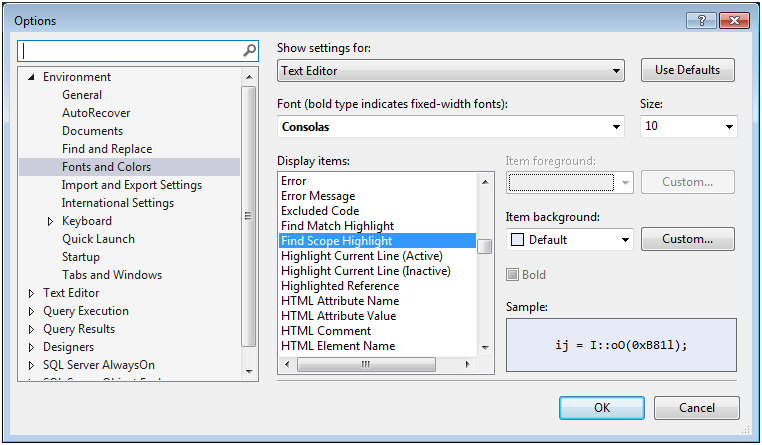 Options
Environment
General
AutoRecover
Documents
Find and Replace
Fonts and Colors
Import and Export Settings
International Settings
Keyboard
Quick Launch
Startup
Tabs and Windows
Text Editor
Query Execution
Query Results
Designers
SQL Server AlwaysOn
Show settings for:
Text Editor
Use Defaults
Font (bold type indicates fixed-width fonts):
Size:
Consolas
10
Display items:
Error
Error Message
Excluded Code
Find Match Highlight
Find Scope Highlight
Highlight Current Line (Active)
Highlight Current Line (Inactive)
Highlighted Reference
HTML Attribute Name
HTML Attribute Value
HTML Comment
HTML Element Name
Item foreground:
Custom...
Item background:
Default
Custom...
Bold
Sample:
ij = I::oO(0xB81l);
OK
Cancel